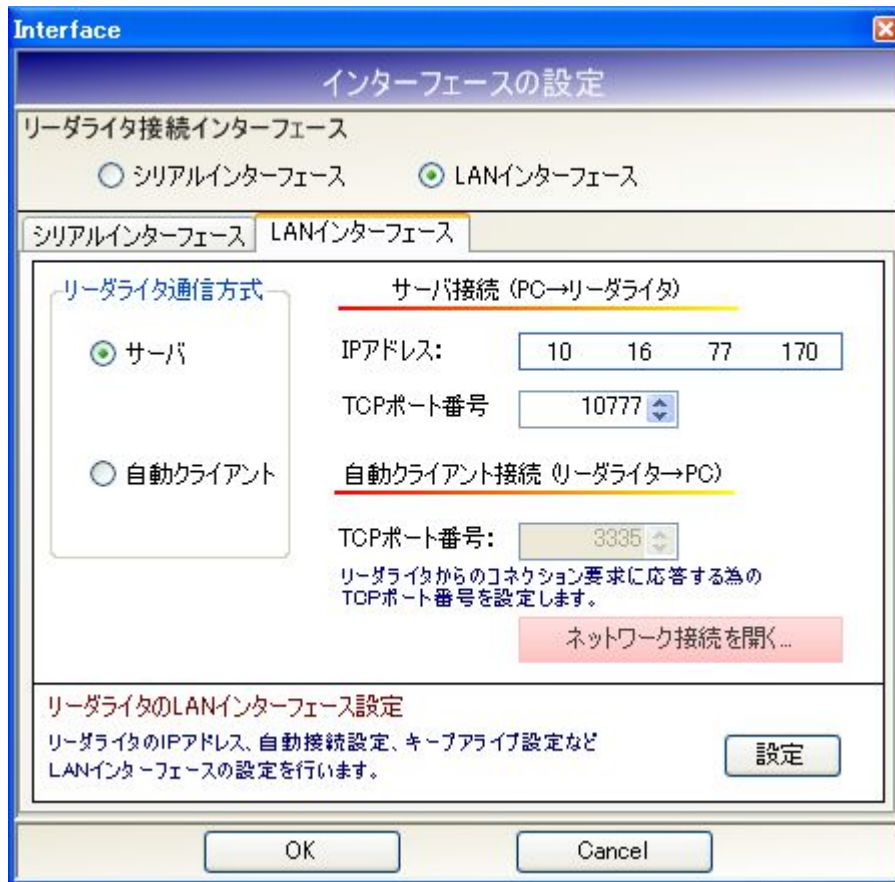 Interface
インターフェースの設定
リーダライタ接続インターフェース
シリアルインターフェース LANインターフェース
シリアルインターフェース LANインターフェース
リーダライタ通信方式
サーバ
自動クライアント
サーバ接続 (PC→リーダライタ)
IPアドレス: 10 16 77 170
TCPポート番号 10777
自動クライアント接続 (リーダライタ→PC)
TCPポート番号: 3335
リーダライタからのコネクション要求に応答する為の
TCPポート番号を設定します。
ネットワーク接続を開く...
リーダライタのLANインターフェース設定
リーダライタのIPアドレス、自動接続設定、キープアライブ設定など
LANインターフェースの設定を行います。
設定
OK Cancel